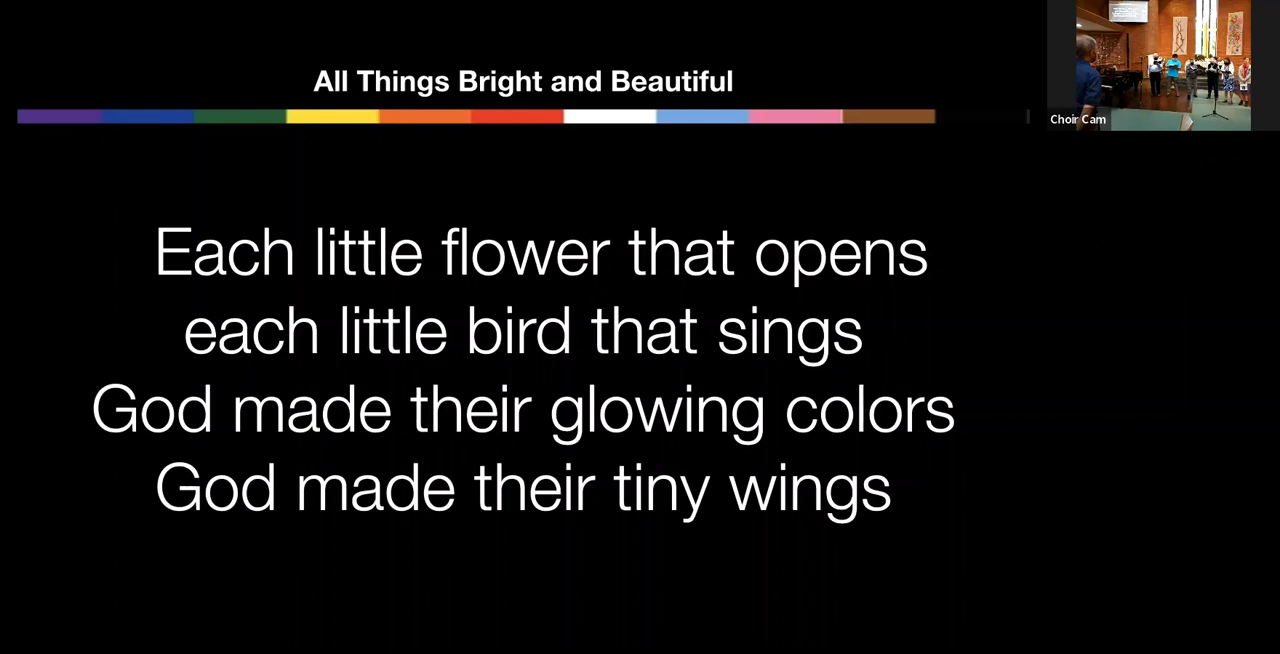 All Things Bright and Beautiful
Choir Cam
Each little flower that opens
each little bird that sings
God made their glowing colors
God made their tiny wings